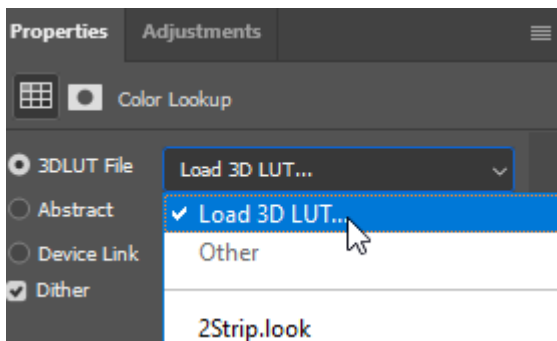 Properties Adjustments
Color Lookup
3DLUT File Load 3D LUT...
Abstract Load 3D LUT...
Device Link Other
Dither
2Strip.look